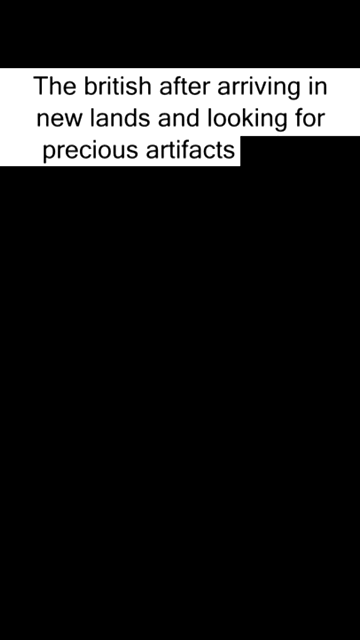 The british after arriving in
new lands and looking for
precious artifacts